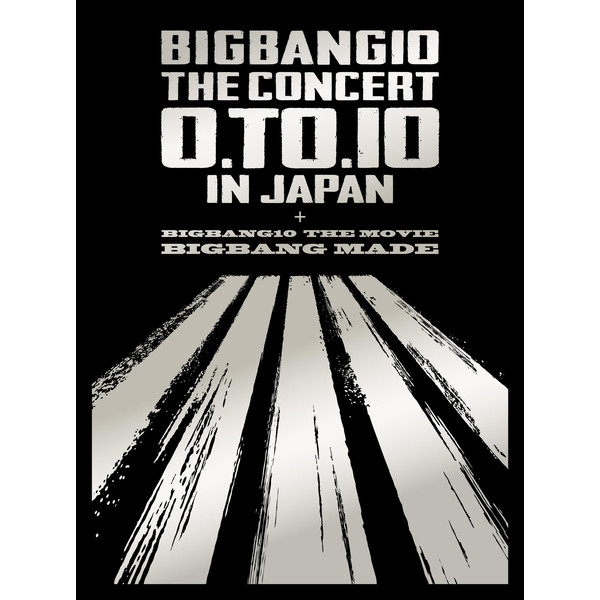 BIGBANG10
THE CONCERT
0.TO.10
IN JAPAN
+
BIGBANG10 THE MOVIE
BIGBANG MADE